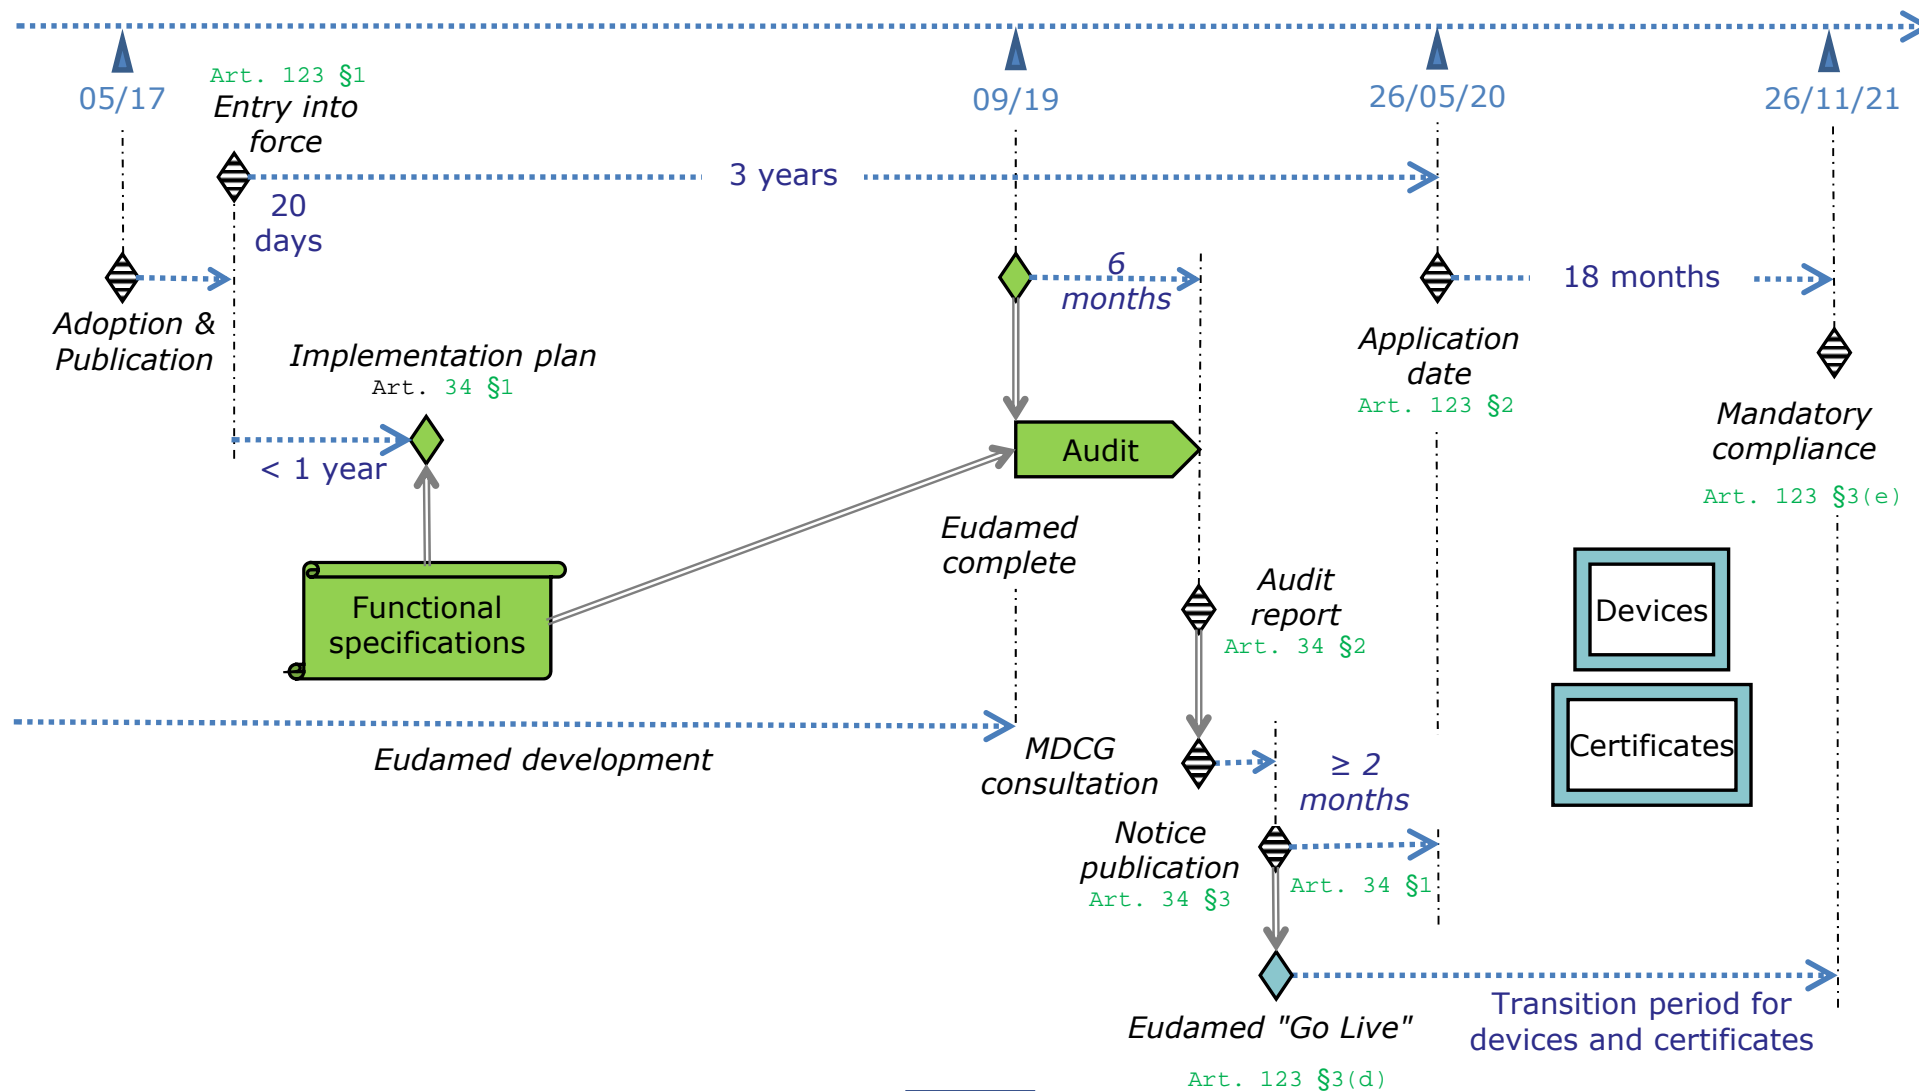 05/17
09/19
26/05/20
26/11/21
Art. 123 §1
Entry into
force
3 years
20
days
6
months
18 months
Adoption &
Publication
Implementation plan
Art. 34 §1
< 1 year
Application
date
Art. 123 §2
Mandatory
compliance
Art. 123 §3(e)
Audit
Eudamed
complete
Functional
specifications
Audit
report
Art. 34 §2
Devices
Certificates
Eudamed development
MDCG
consultation
≥ 2
months
Notice
publication
Art. 34 §3
Art. 34 §1
Eudamed "Go Live"
Art. 123 §3(d)
Transition period for
devices and certificates